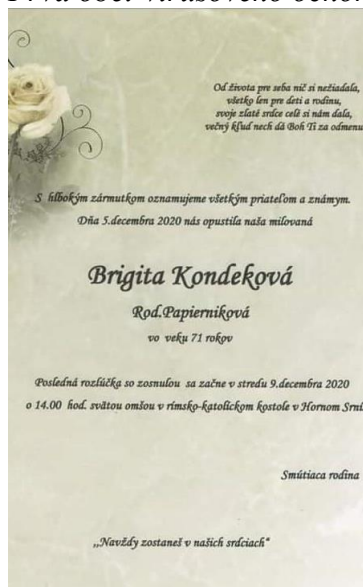 Od života pre seba nič si nežiadala,
všetko len pre deti a rodinu,
svoje zlaté srdce celé si nám dala,
večný kľud nech dá Boh Ti za odmenu
S hlbokým zármutkom oznamujeme všetkým priateľom a známym.
Dňa 5.decembra 2020 nás opustila naša milovaná
Brigita Kondeková
Rod.Papierniková
vo veku 71 rokov
Posledná rozlúčka so zosnulou sa začne v stredu 9.decembra 2020
o 14.00 hod. svätou omšou v rímsko-katolíckom kostole v Hornom Srní
Smútiaca rodina
„Navždy zostaneš v našich srdciach"